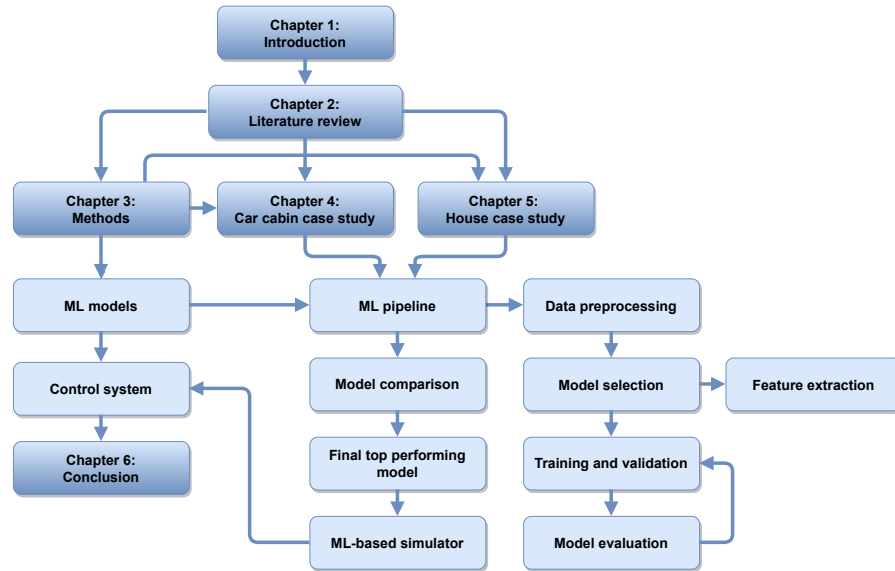 Chapter 1:
Introduction
Chapter 2:
Literature review
Chapter 3:
Methods
Chapter 4:
Car cabin case study
Chapter 5:
House case study
ML models
ML pipeline
Data preprocessing
Control system
Model comparison
Model selection
Feature extraction
Chapter 6:
Conclusion
Final top performing
model
Training and validation
ML-based simulator
Model evaluation